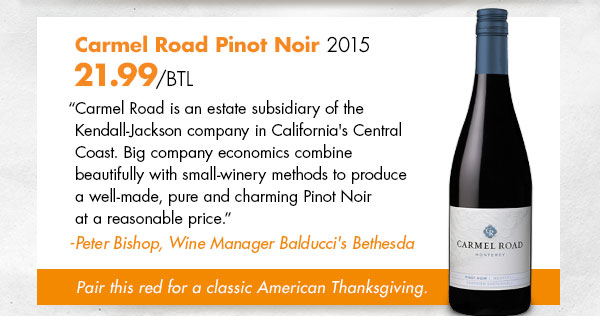 Carmel Road Pinot Noir 2015
21.99/BTL
“Carmel Road is an estate subsidiary of the
Kendall-Jackson company in California's Central
Coast. Big company economics combine
beautifully with small-winery methods to produce
a well-made, pure and charming Pinot Noir
at a reasonable price.”
-Peter Bishop, Wine Manager Balducci's Bethesda
Pair this red for a classic American Thanksgiving.
CR
CARMEL ROAD
MONTEREY
PINOT NOIR